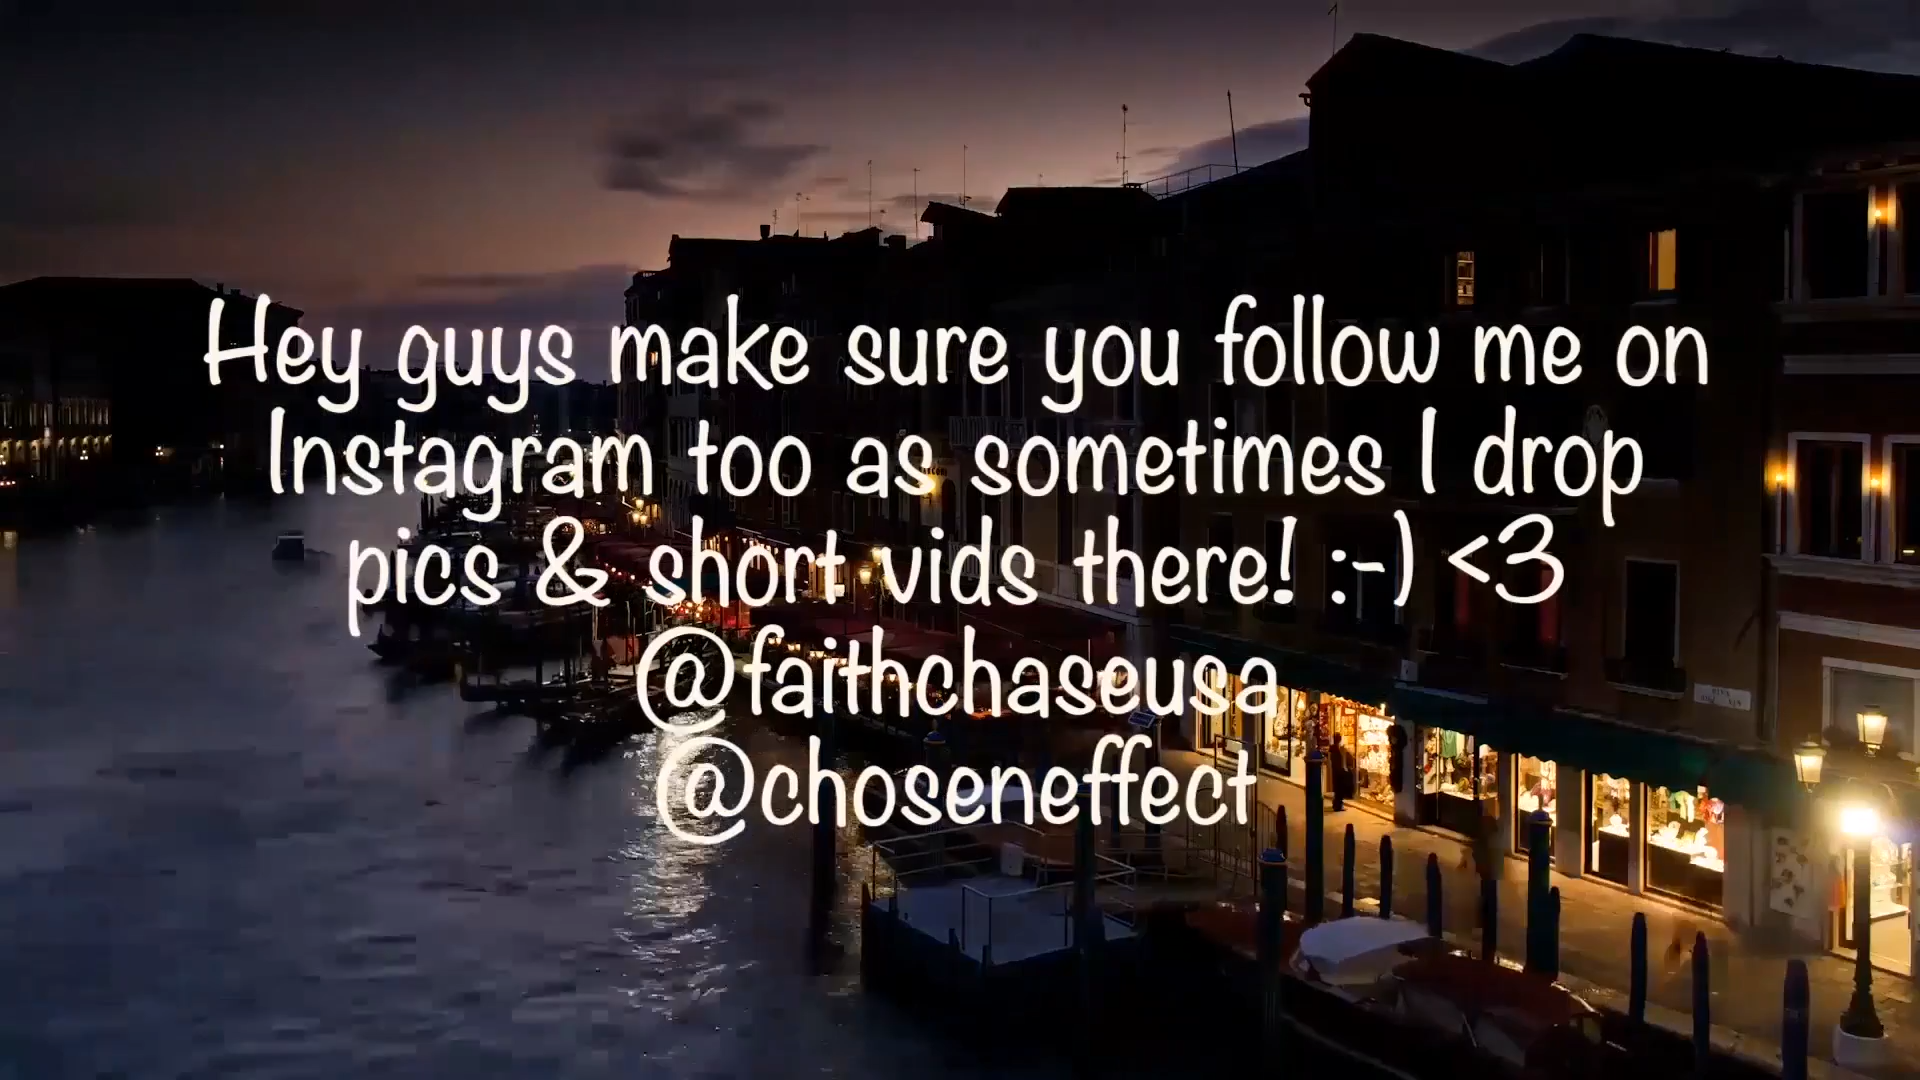 Hey guys make sure you follow me on
Instagram too as sometimes I drop
pics & short vids there! :-) <3
@faithchaseusa
@choseneffect